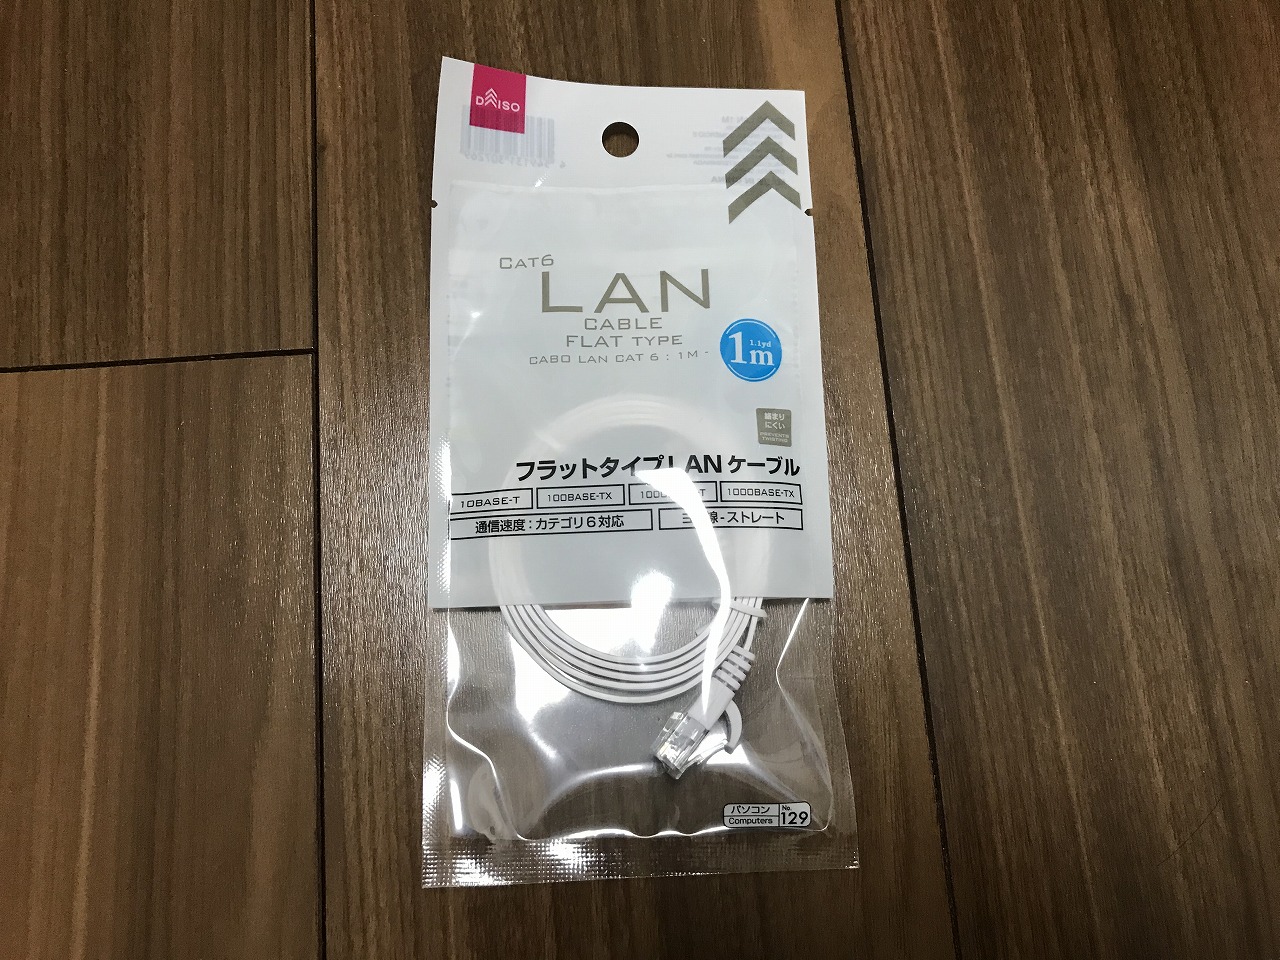 DAISO
CAT6
LAN
CABLE
FLAT TYPE
CABO LAN CAT 6 : 1M -
1.1yd
1m
絡まり
にくい
PREVENTS
TWISTING
フラットタイプLANケーブル
10BASE-T
100BASE-TX
1000BASE-TX
通信速度:カテゴリ6対応
線-ストレート
パソコン
Computers
No.
129